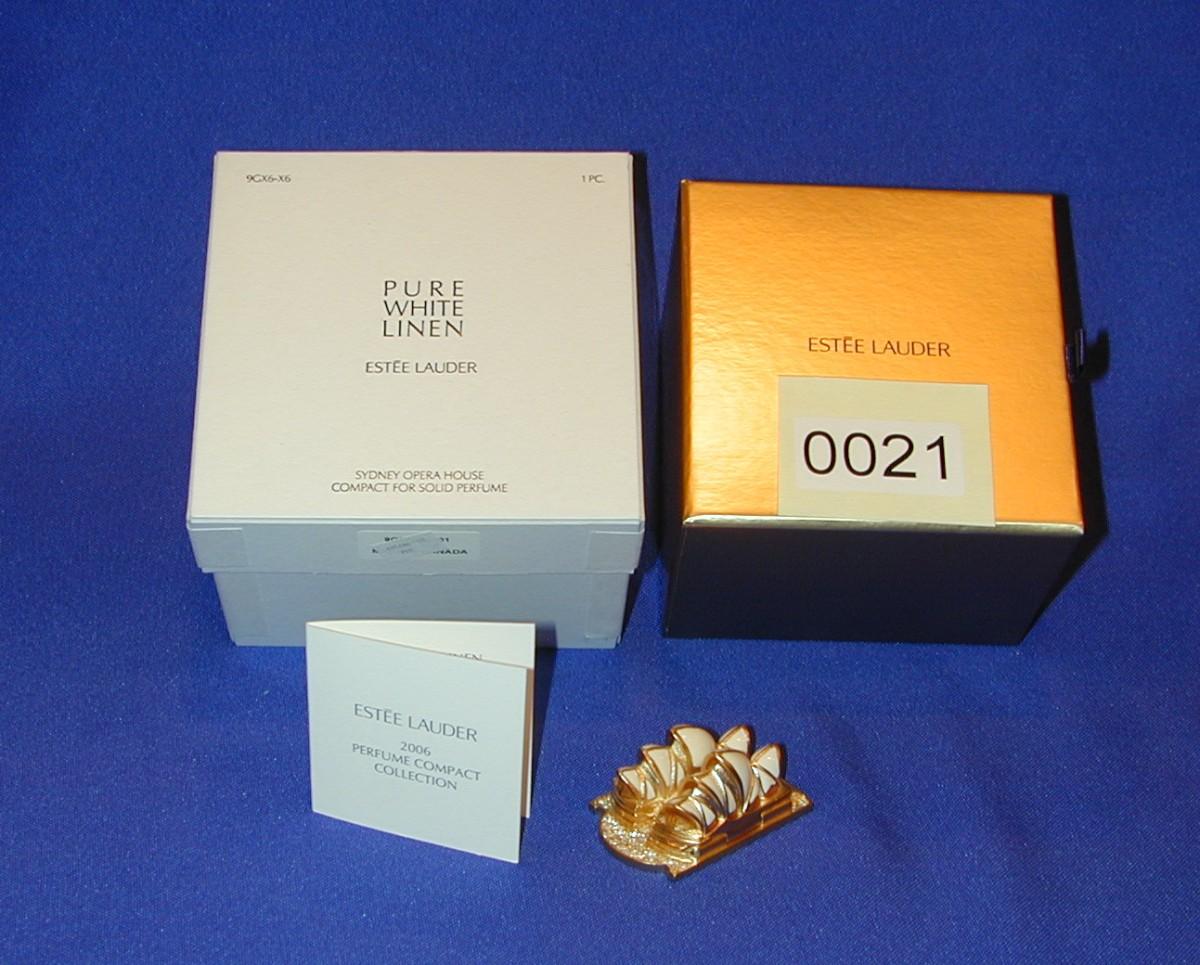 9GX6-X6 1 PC.
PURE
WHITE
LINEN
ESTĒE LAUDER
SYDNEY OPERA HOUSE
COMPACT FOR SOLID PERFUME
ESTĒE LAUDER
0021
ESTĒE LAUDER
2006
PERFUME COMPACT
COLLECTION